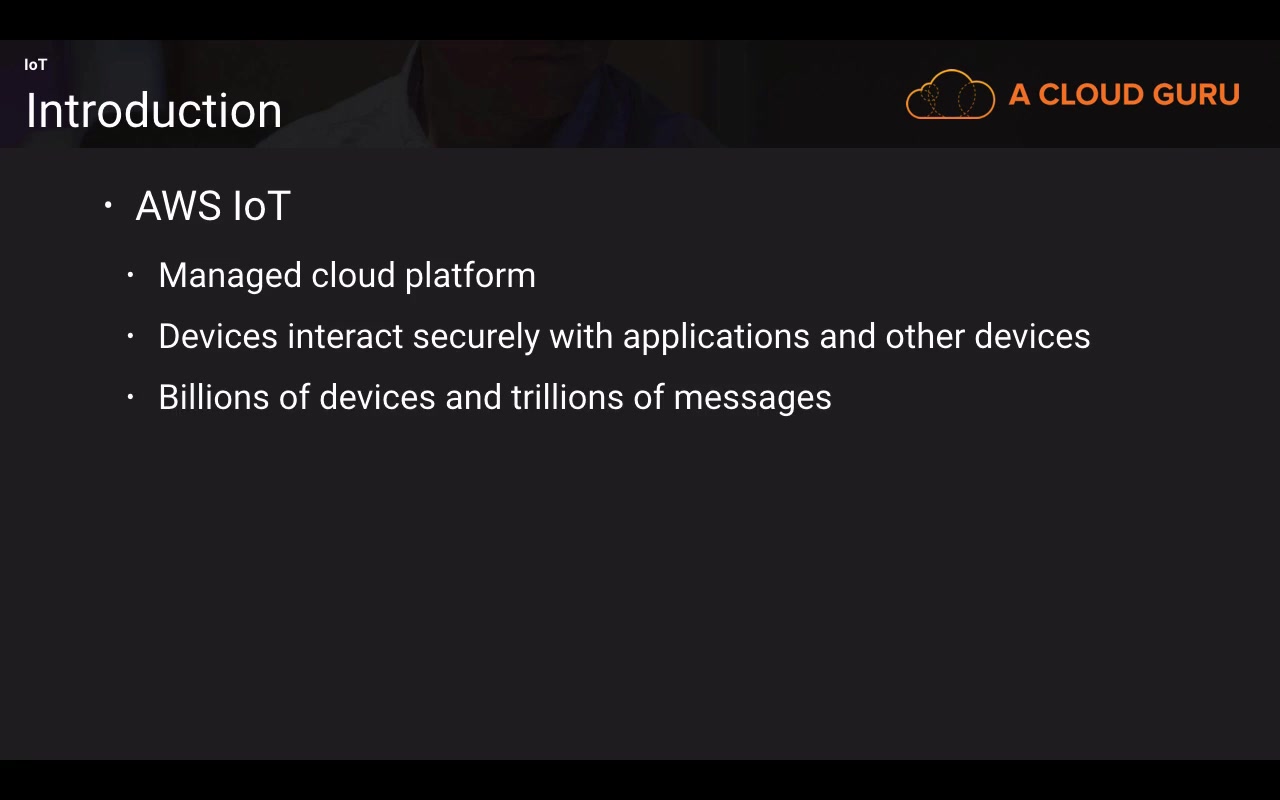 IoT
Introduction
A CLOUD GURU
• AWS IoT
• Managed cloud platform
• Devices interact securely with applications and other devices
• Billions of devices and trillions of messages